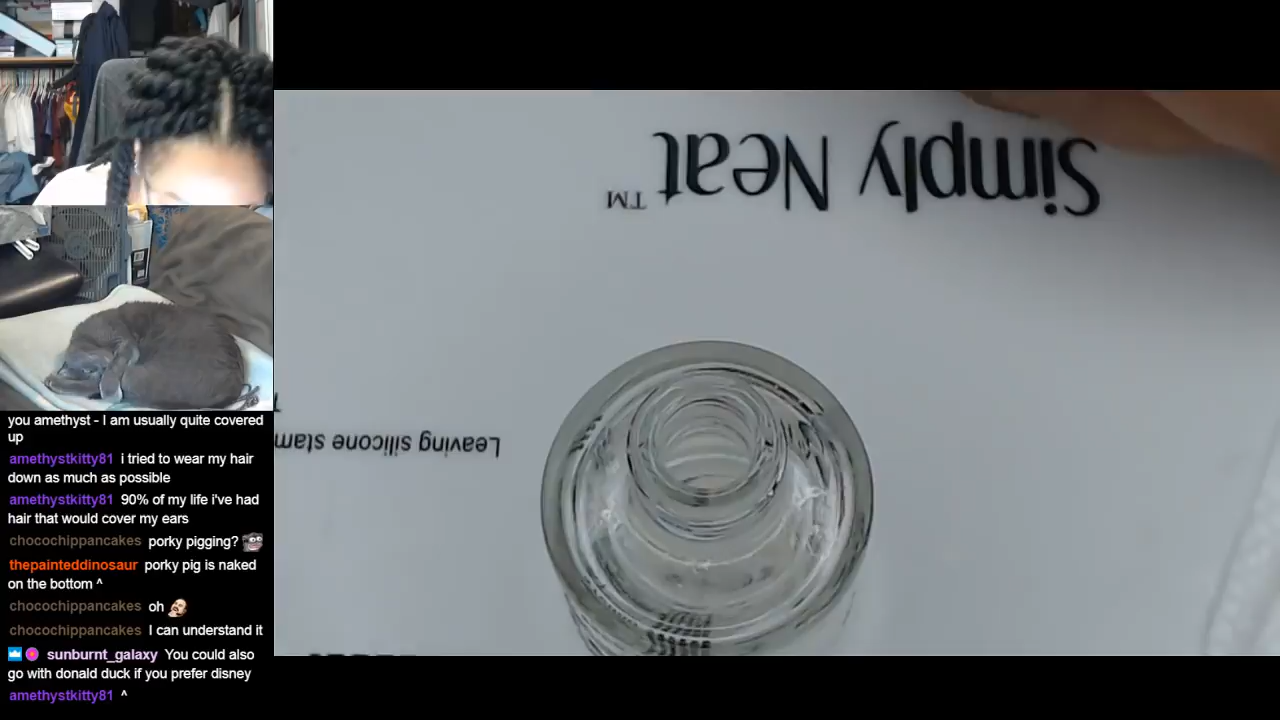 you amethyst - I am usually quite covered
up
amethystkitty81 i tried to wear my hair
down as much as possible
amethystkitty81 90% of my life i've had
hair that would cover my ears
chocochippancakes porky pigging?
thepainteddinosaur porky pig is naked
on the bottom ^
chocochippancakes oh
chocochippancakes I can understand it
sunburnt_galaxy You could also
go with donald duck if you prefer disney
amethystkitty81 ^
Simply Neat™
Leaving silicone